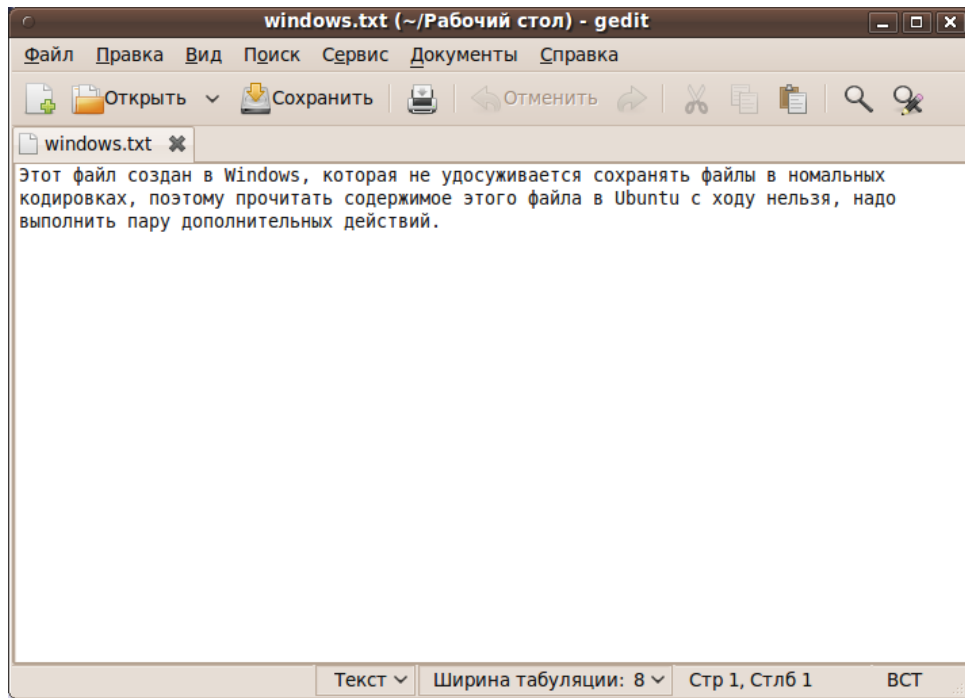 windows.txt (~/Рабочий стол) - gedit
Файл Правка Вид Поиск Сервис Документы Справка
Открыть Сохранить Отменить
windows.txt
Этот файл создан в Windows, которая не удосуживается сохранять файлы в номальных
кодировках, поэтому прочитать содержимое этого файла в Ubuntu с ходу нельзя, надо
выполнить пару дополнительных действий.
Текст Ширина табуляции: 8 Стр 1, Стлб 1 ВСТ